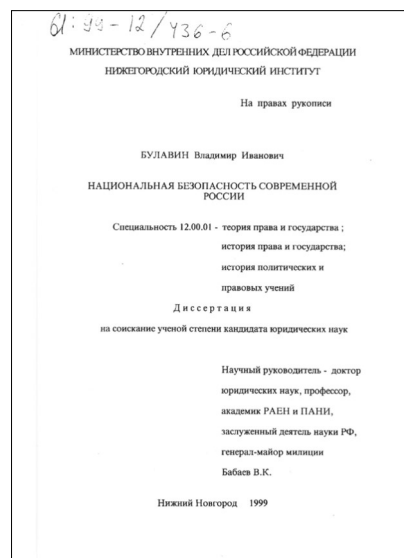 61:99-12/436-6
МИНИСТЕРСТВО ВНУТРЕННИХ ДЕЛ РОССИЙСКОЙ ФЕДЕРАЦИИ
НИЖЕГОРОДСКИЙ ЮРИДИЧЕСКИЙ ИНСТИТУТ
На правах рукописи
БУЛАВИН Владимир Иванович
НАЦИОНАЛЬНАЯ БЕЗОПАСНОСТЬ СОВРЕМЕННОЙ
РОССИИ
Специальность 12.00.01 - теория права и государства ;
история права и государства;
история политических и
правовых учений
Диссертация
на соискание ученой степени кандидата юридических наук
Научный руководитель - доктор
юридических наук, профессор,
академик РАЕН и ПАНИ,
заслуженный деятель науки РФ,
генерал-майор милиции
Бабаев В.К.
Нижний Новгород 1999